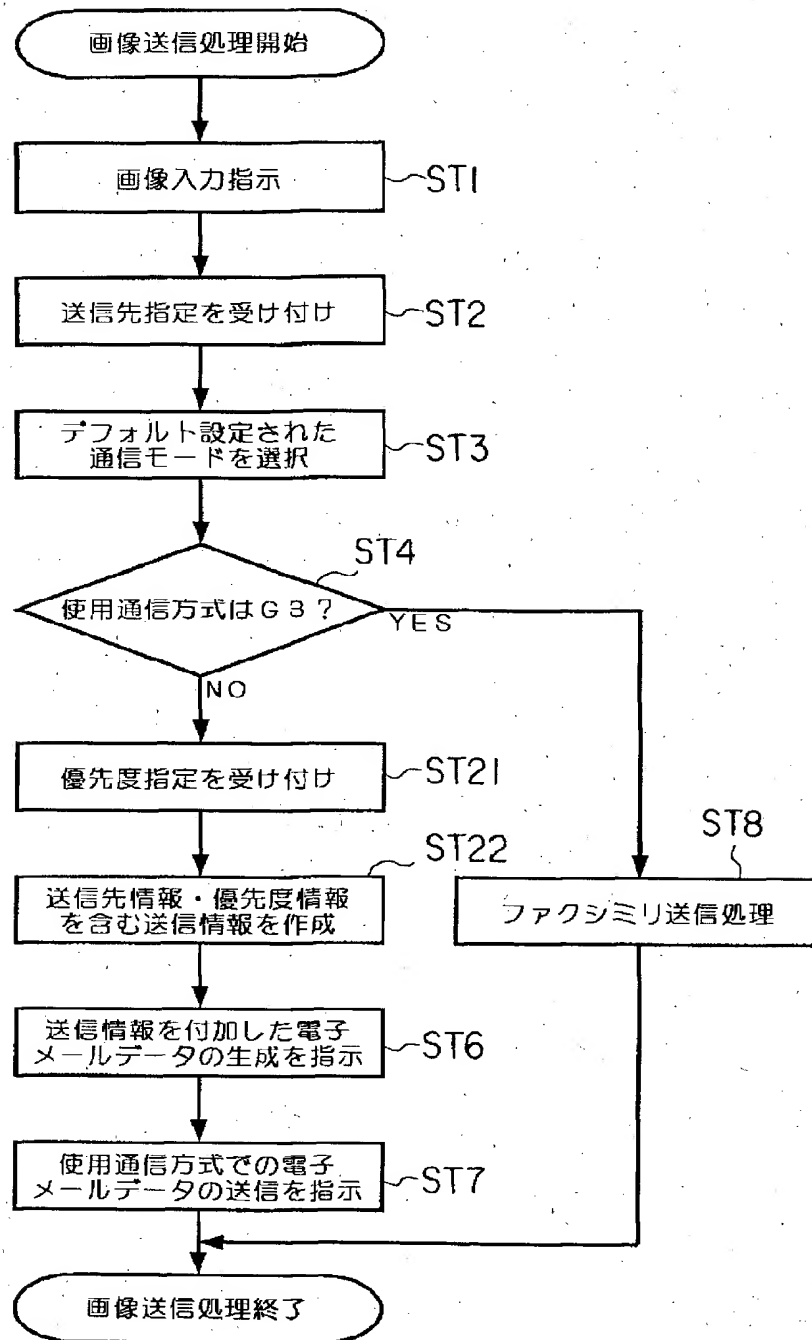 画像送信処理開始
画像入力指示
ST1
送信先指定を受け付け
ST2
デフォルト設定された
通信モードを選択
ST3
ST4
使用通信方式はG3?
YES
NO
優先度指定を受け付け
ST21
ST22
送信先情報・優先度情報
を含む送信情報を作成
ST8
ファクシミリ送信処理
送信情報を付加した電子
メールデータの生成を指示
ST6
使用通信方式での電子
メールデータの送信を指示
ST7
画像送信処理終了